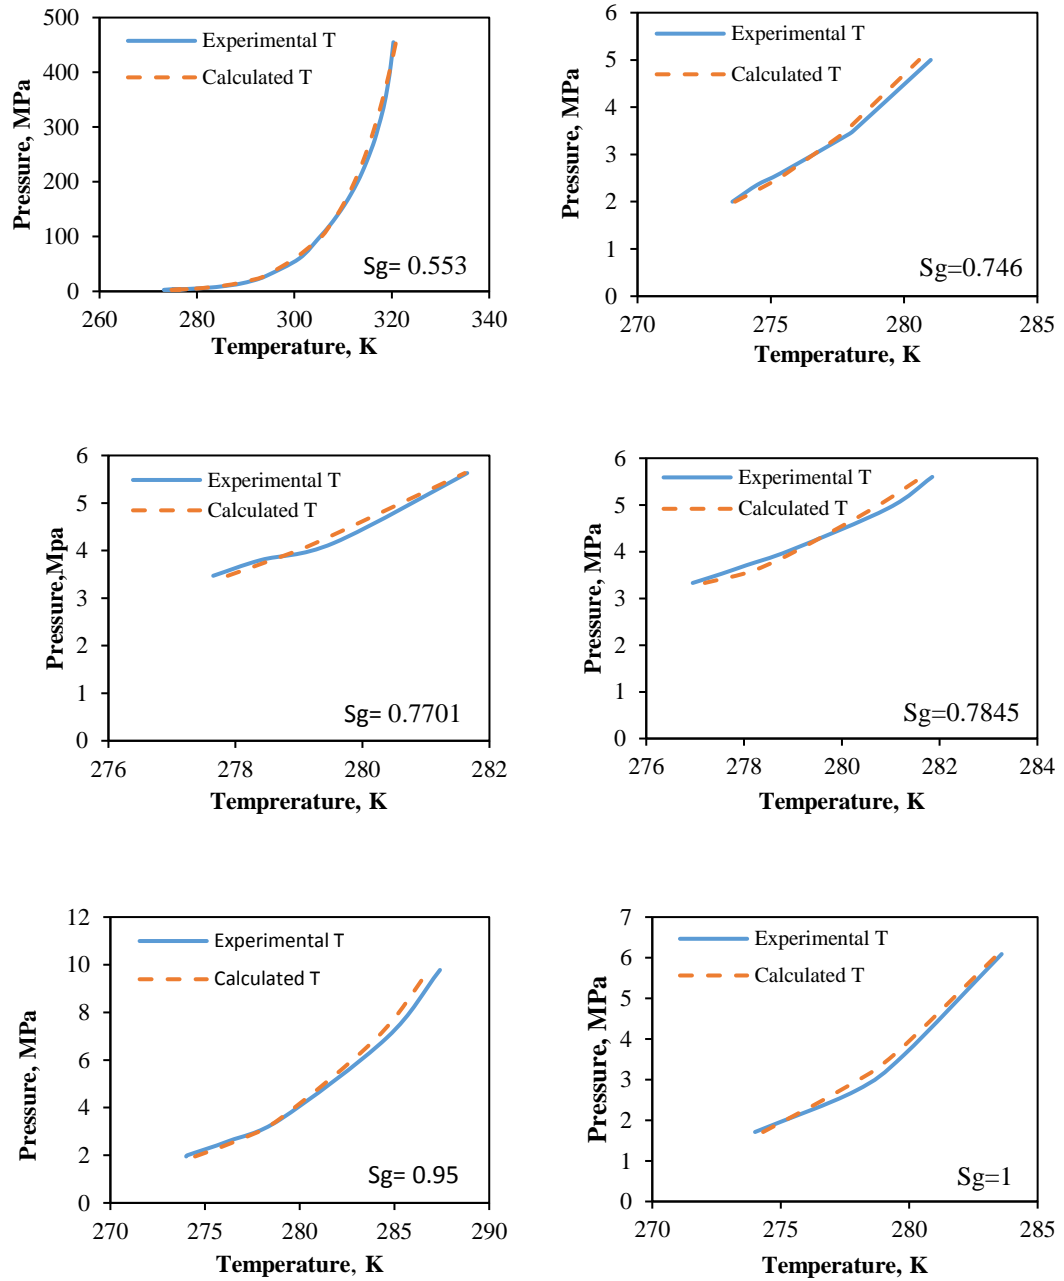 500
400
300
200
100
0
260
280
300
320
340
Pressure, MPa
Temperature, K
Experimental T
Calculated T
Sg= 0.553
6
5
4
3
2
1
0
270
275
280
285
Pressure, MPa
Temperature, K
Experimental T
Calculated T
Sg=0.746
6
5
4
3
2
1
0
276
278
280
282
Pressure,Mpa
Temprerature, K
Experimental T
Calculated T
Sg= 0.7701
6
5
4
3
2
1
0
276
278
280
282
284
Pressure, MPa
Temperature, K
Experimental T
Calculated T
Sg=0.7845
12
10
8
6
4
2
0
270
275
280
285
290
Pressure, MPa
Temperature, K
Experimental T
Calculated T
Sg= 0.95
7
6
5
4
3
2
1
0
270
275
280
285
Pressure, MPa
Temperature, K
Experimental T
Calculated T
Sg=1